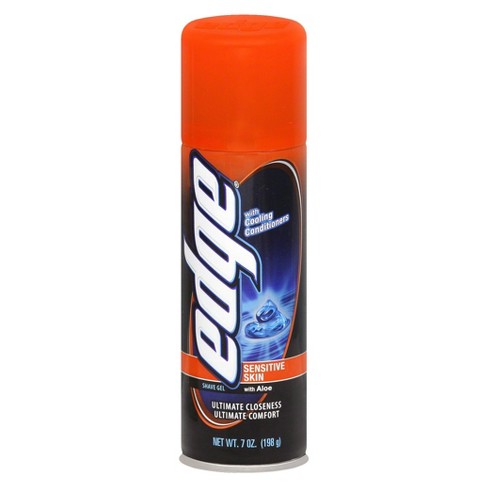 edge®
with
Cooling
Conditioners
SENSITIVE
SKIN
SHAVE GEL
with Aloe
ULTIMATE CLOSENESS
ULTIMATE COMFORT
NET WT. 7 OZ. (198 g)